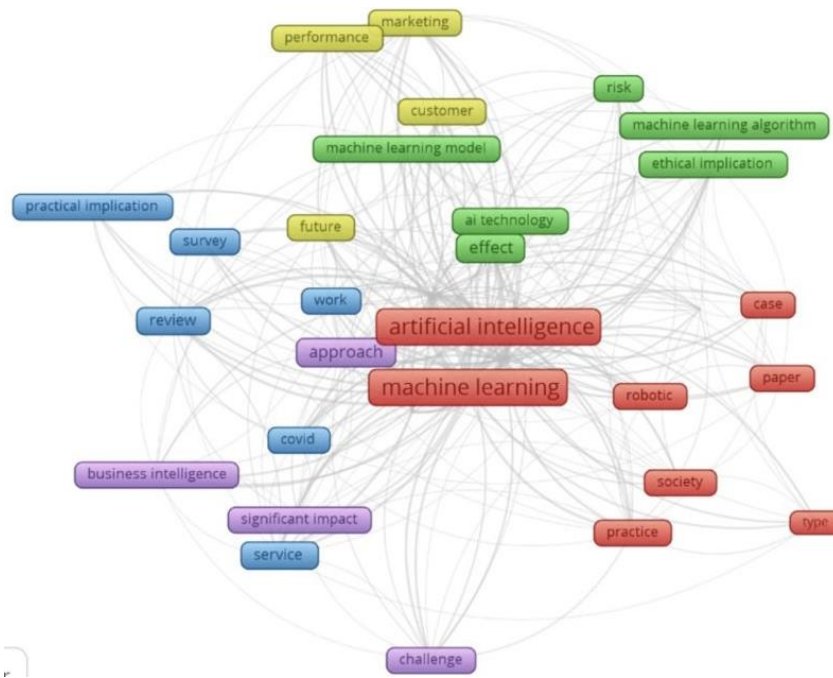 marketing
performance
risk
customer
machine learning algorithm
machine learning model
ethical implication
practical implication
ai technology
future
survey
effect
work
case
review
artificial intelligence
approach
paper
machine learning
robotic
covid
business intelligence
society
significant impact
type
practice
service
challenge